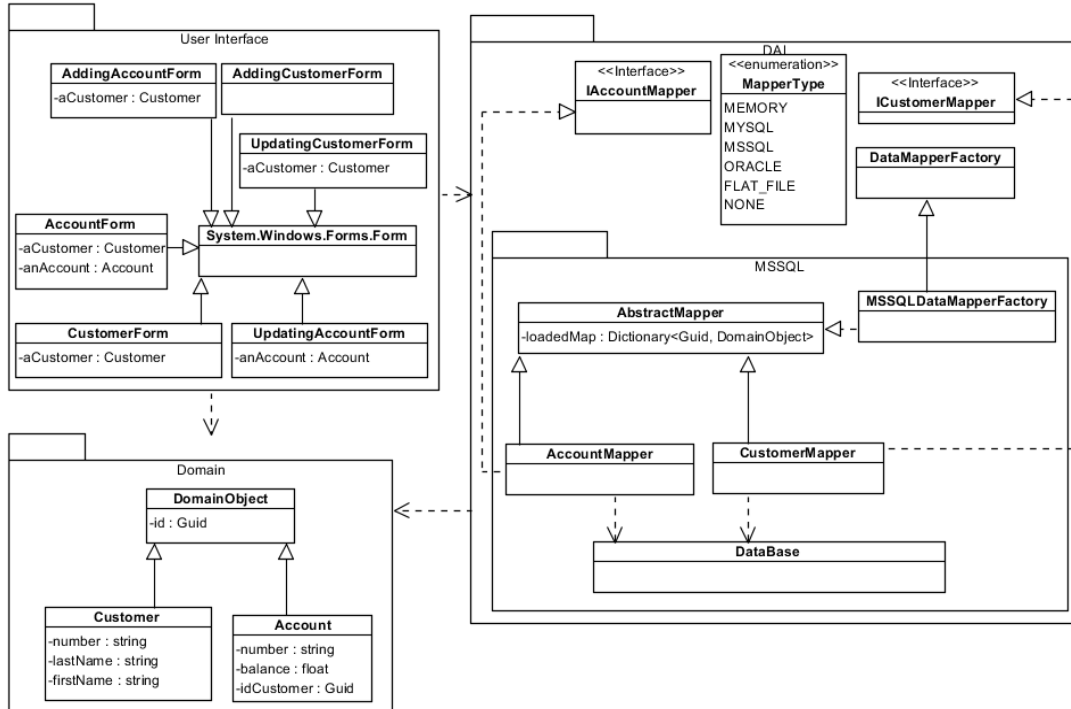 User Interface
AddingAccountForm
-aCustomer : Customer
AddingCustomerForm
UpdatingCustomerForm
-aCustomer : Customer
AccountForm
-aCustomer : Customer
-anAccount : Account
System.Windows.Forms.Form
CustomerForm
-aCustomer : Customer
UpdatingAccountForm
-anAccount : Account
DAL
<<Interface>>
IAccountMapper
<<enumeration>>
MapperType
MEMORY
MYSQL
MSSQL
ORACLE
FLAT_FILE
NONE
<<Interface>>
ICustomerMapper
DataMapperFactory
MSSQL
AbstractMapper
-loadedMap : Dictionary<Guid, DomainObject>
MSSQLDataMapperFactory
AccountMapper
CustomerMapper
DataBase
Domain
DomainObject
-id : Guid
Customer
-number : string
-lastName : string
-firstName : string
Account
-number : string
-balance : float
-idCustomer : Guid